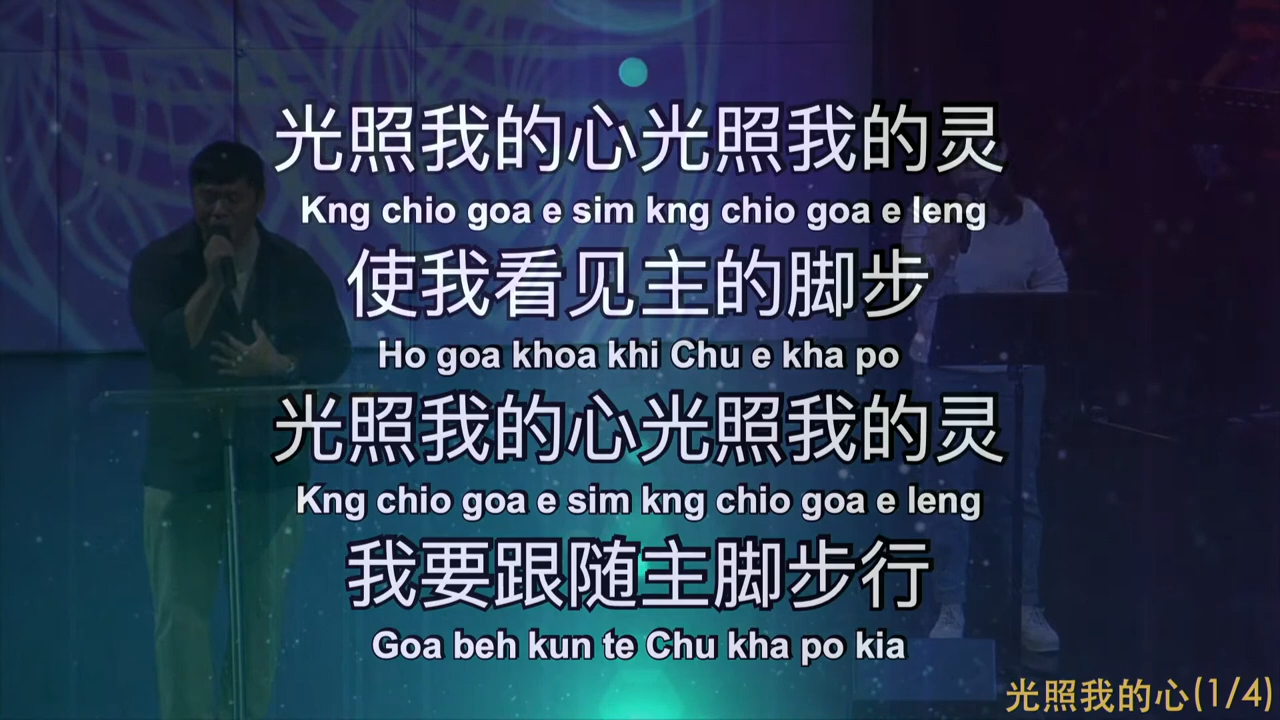 光照我的心光照我的灵
Kng chio goa e sim kng chio goa e leng
使我看见主的脚步
Ho goa khoa khi Chu e kha po
光照我的心光照我的灵
Kng chio goa e sim kng chio goa e leng
我要跟随主脚步行
Goa beh kun te Chu kha po kia
光照我的心(1/4)